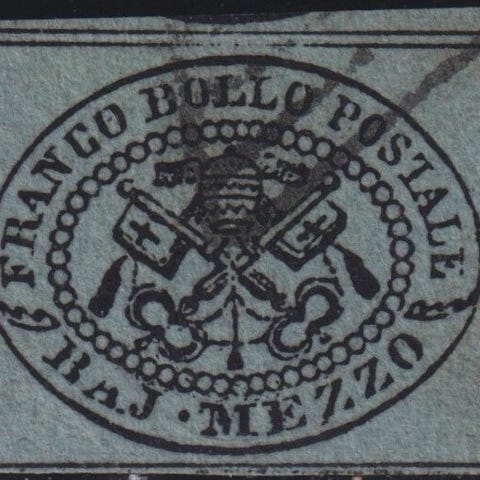 FRANCO BOLLO POSTALE
BAJ · MEZZO